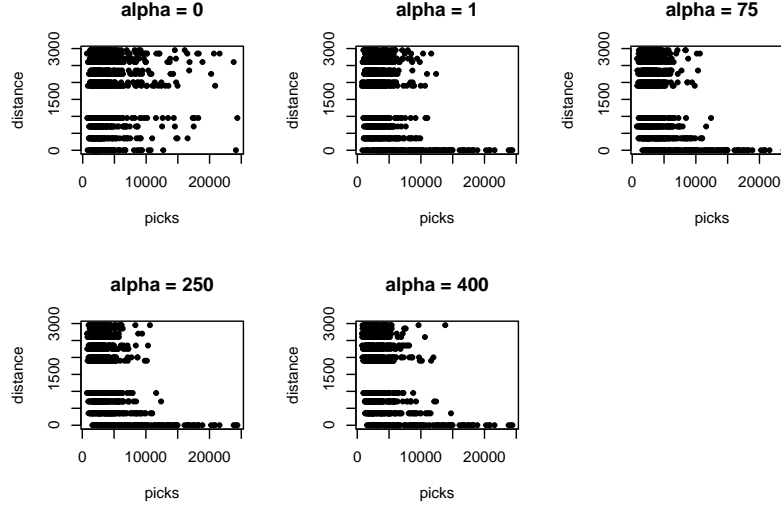 alpha = 0
distance
3000
1500
0
0 10000 20000
picks
alpha = 1
distance
3000
1500
0
0 10000 20000
picks
alpha = 75
distance
3000
1500
0
0 10000 20000
picks
alpha = 250
distance
3000
1500
0
0 10000 20000
picks
alpha = 400
distance
3000
1500
0
0 10000 20000
picks